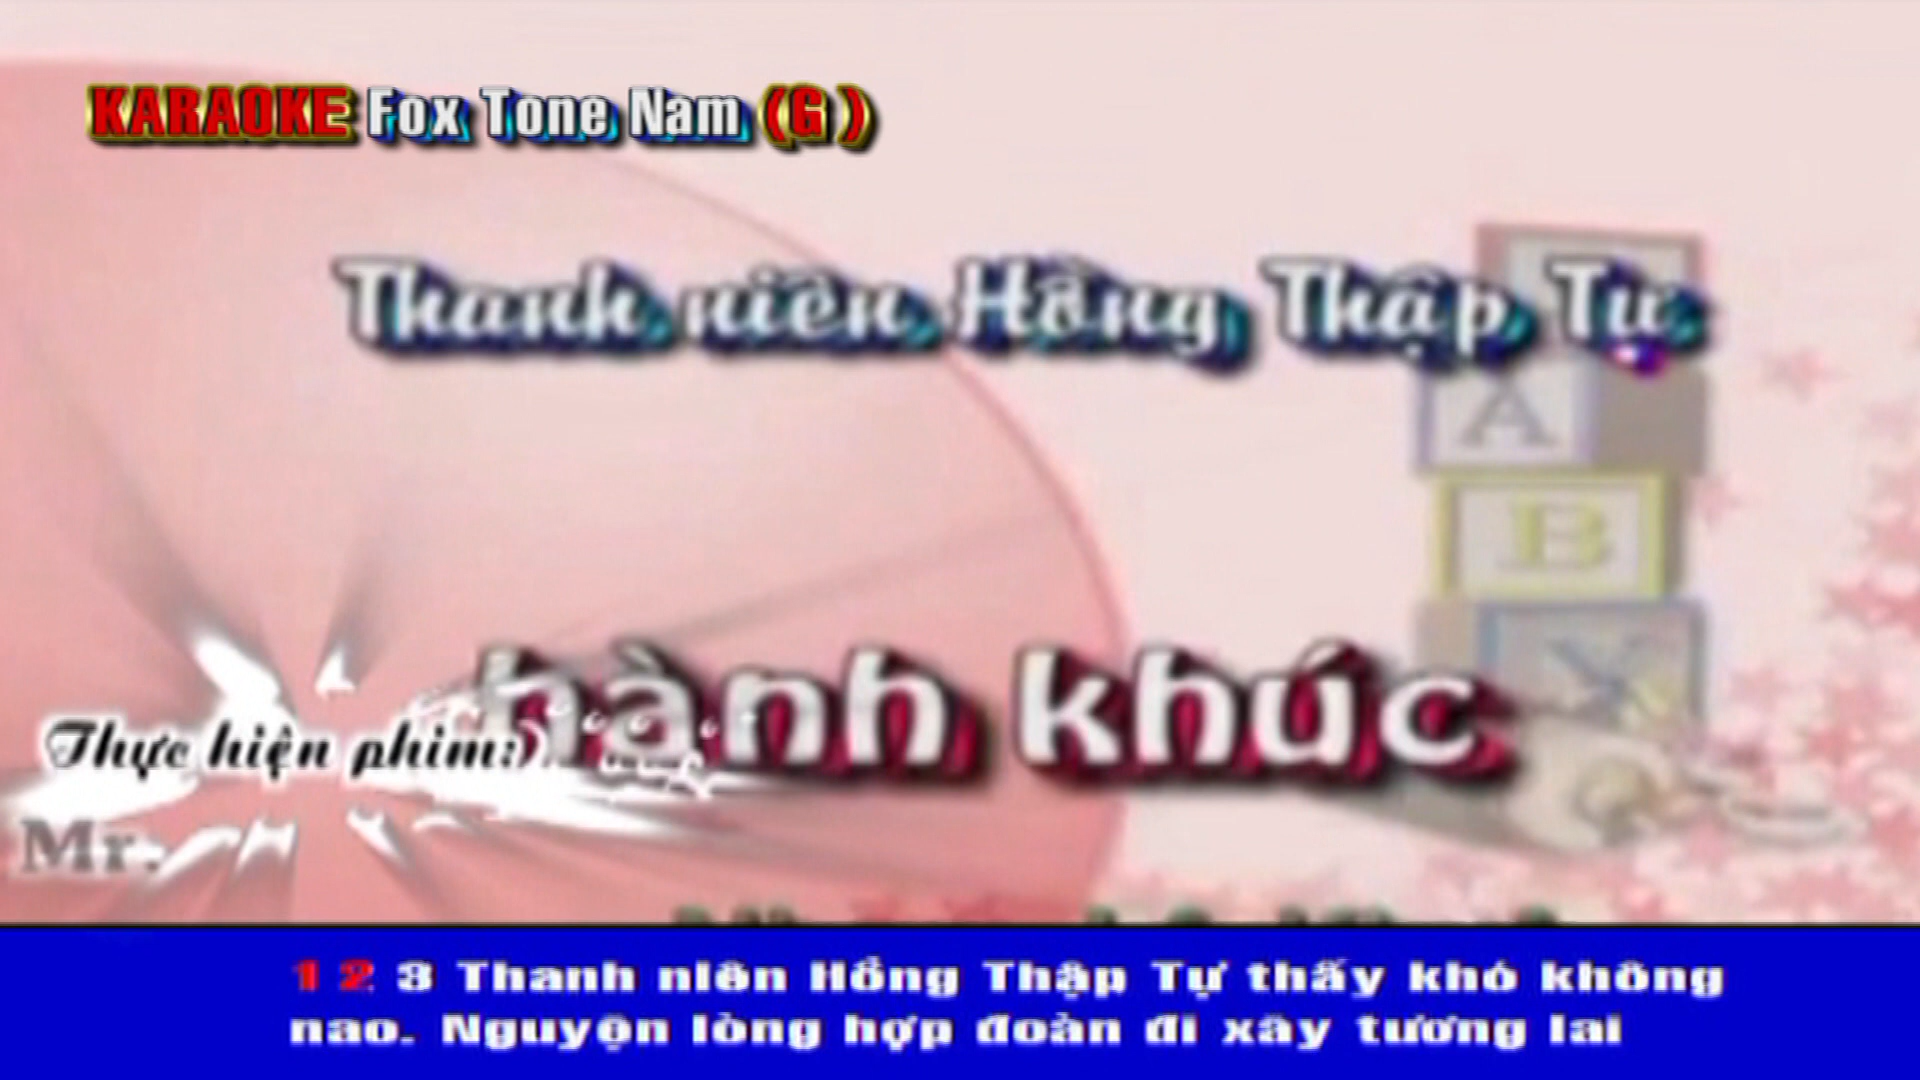 KARAOKE Fox Tone Nam (G )
Thanh niên Hồng Thập Tự
A
B
hành khúc
Thực hiện phim:
Mr.
1 2 3 Thanh niên Hồng Thập Tự thấy khó không
nao. Nguyện lòng hợp đoàn đi xây tương lai